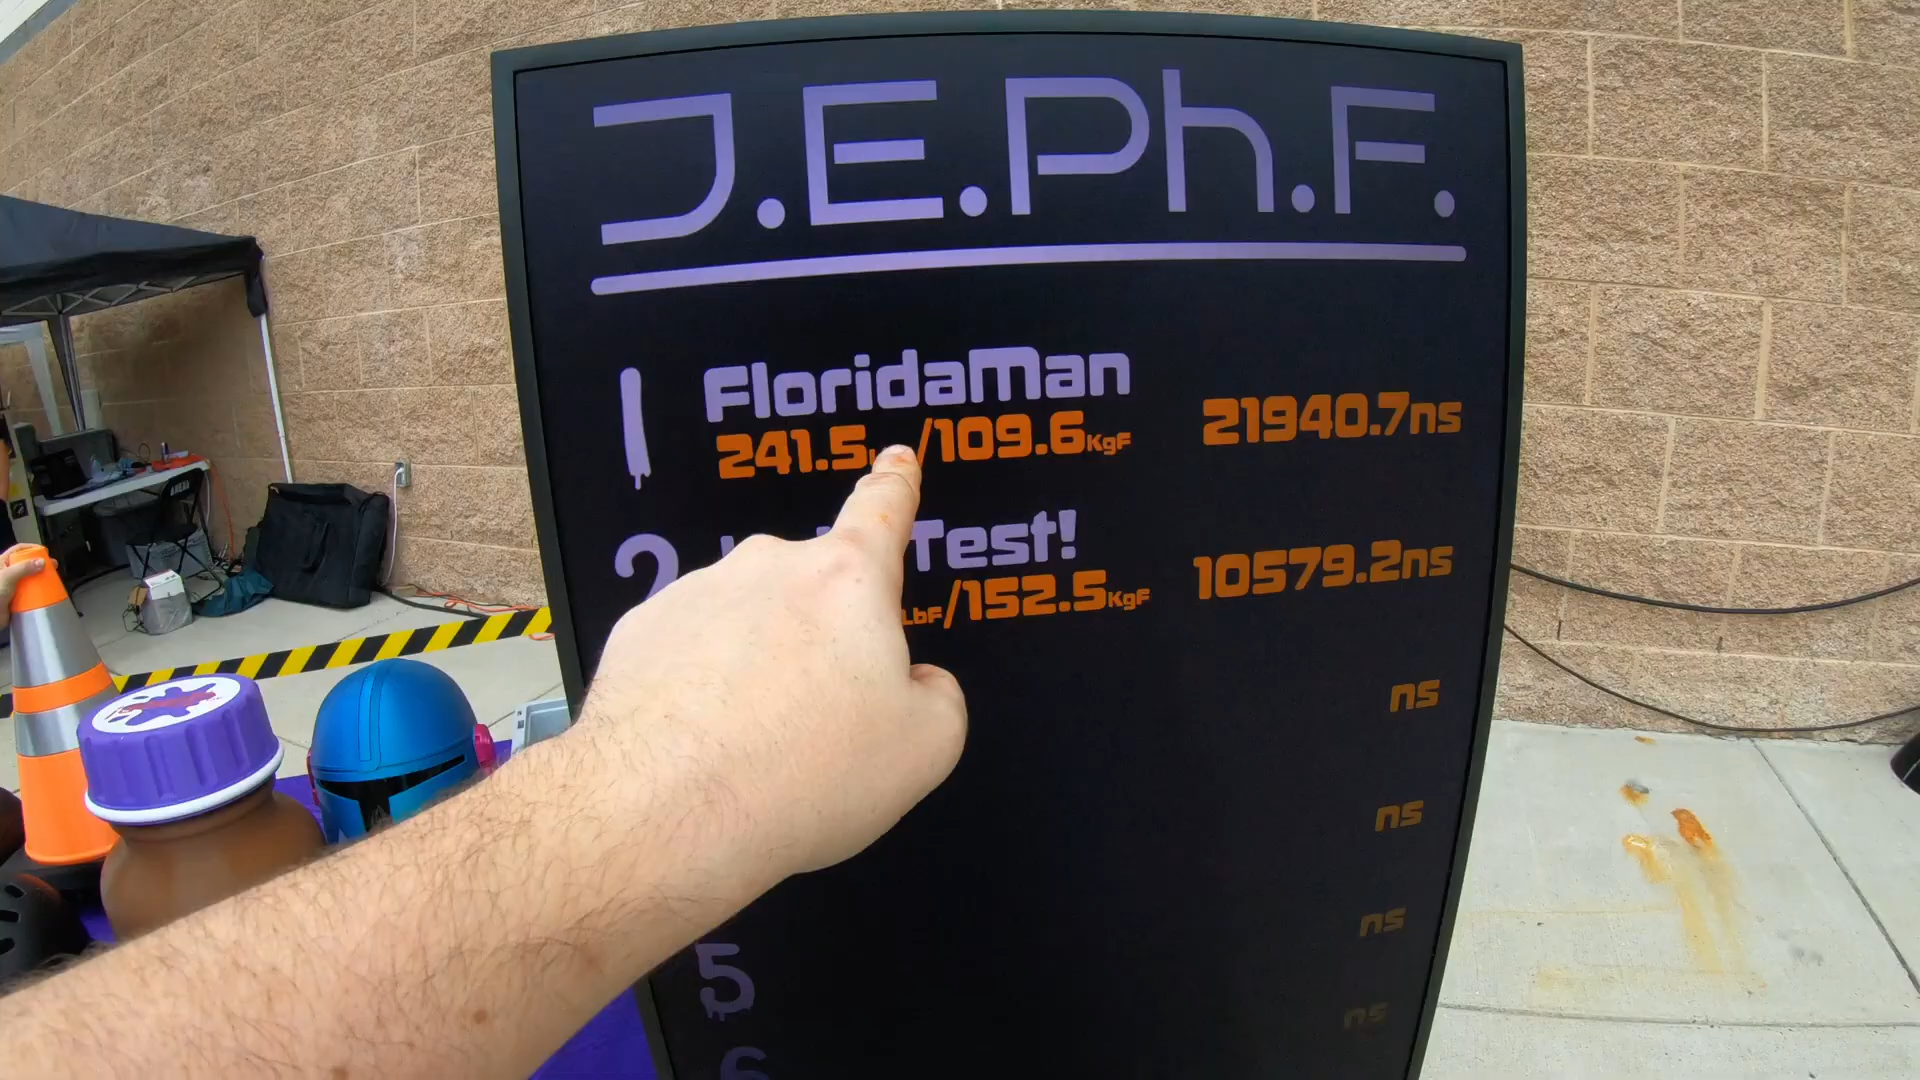 J.E.Ph.F.
1 FloridaMan
241.5 /109.6KgF 21940.7ns
2 Test!
LbF/152.5KgF 10579.2ns
ns
ns
5 ns
6 ns